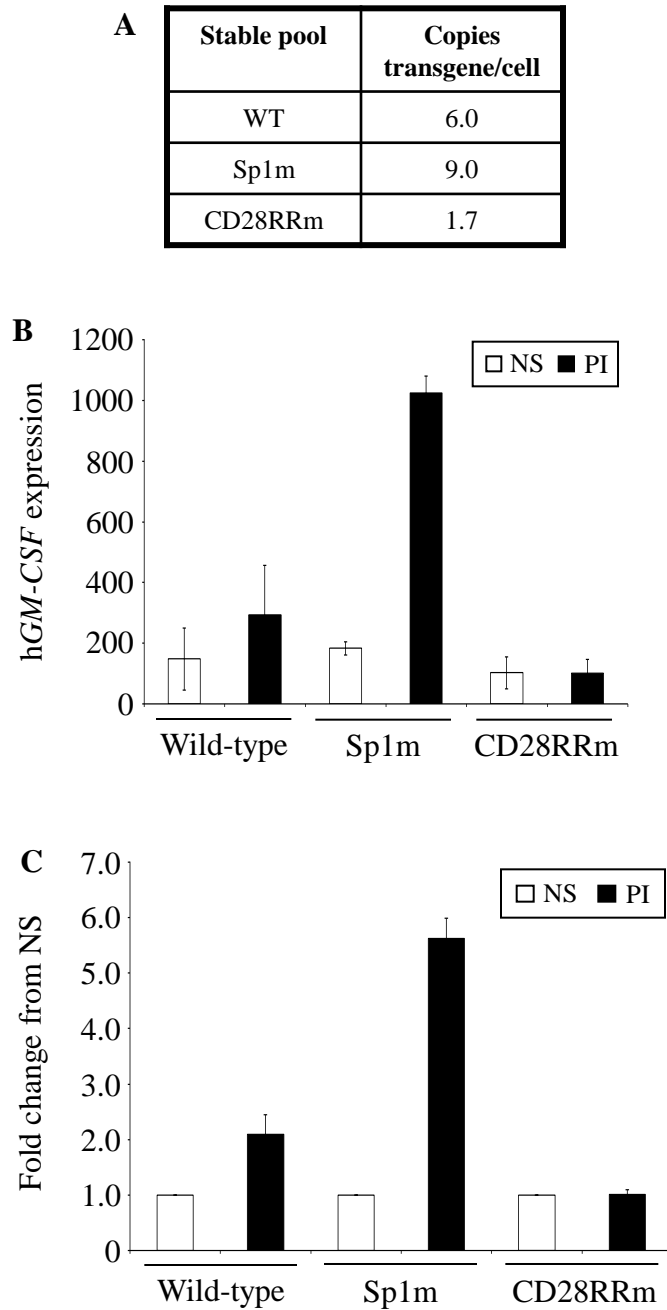 A
Stable pool Copies transgene/cell
WT 6.0
Sp1m 9.0
CD28RRm 1.7
B
hGM-CSF expression
1200
1000
800
600
400
200
0
NS PI
Wild-type Sp1m CD28RRm
C
Fold change from NS
7.0
6.0
5.0
4.0
3.0
2.0
1.0
0
NS PI
Wild-type Sp1m CD28RRm